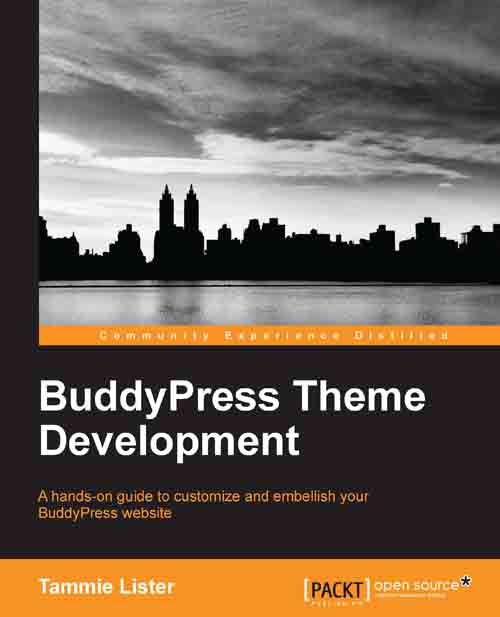 Community Experience Distilled
BuddyPress Theme
Development
A hands-on guide to customize and embellish your
BuddyPress website
Tammie Lister
[PACKT] open source*
PUBLISHING